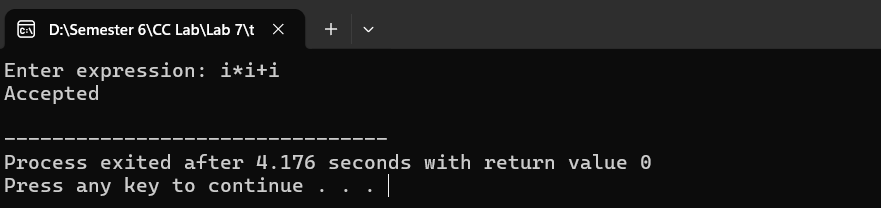 D:\Semester 6\CC Lab\Lab 7\t
Enter expression: i*i+i
Accepted
--------------------------------
Process exited after 4.176 seconds with return value 0
Press any key to continue . . .